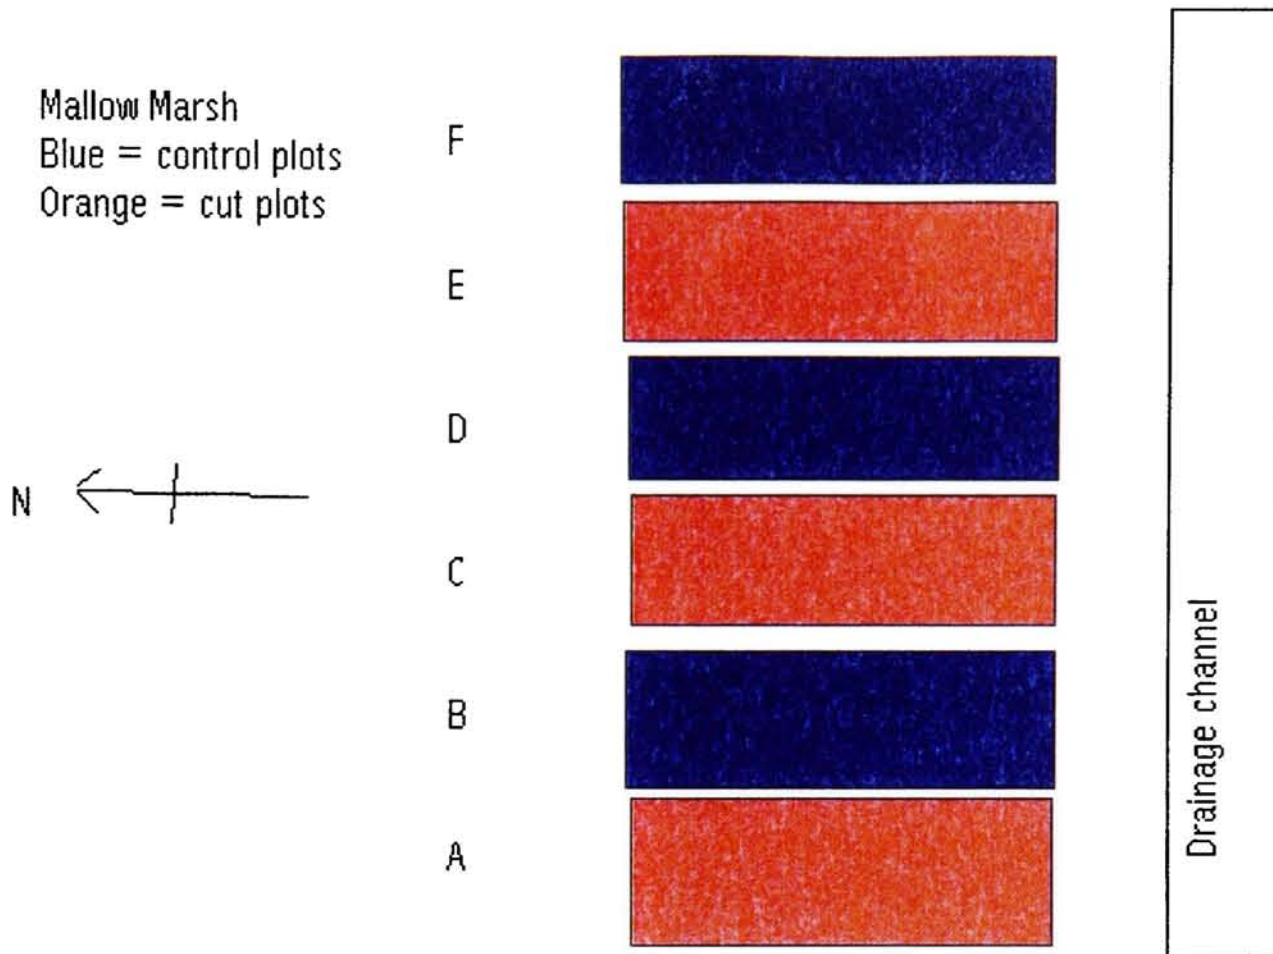 Mallow Marsh
Blue = control plots
Orange = cut plots
F
E
D
N
C
B
A
Drainage channel